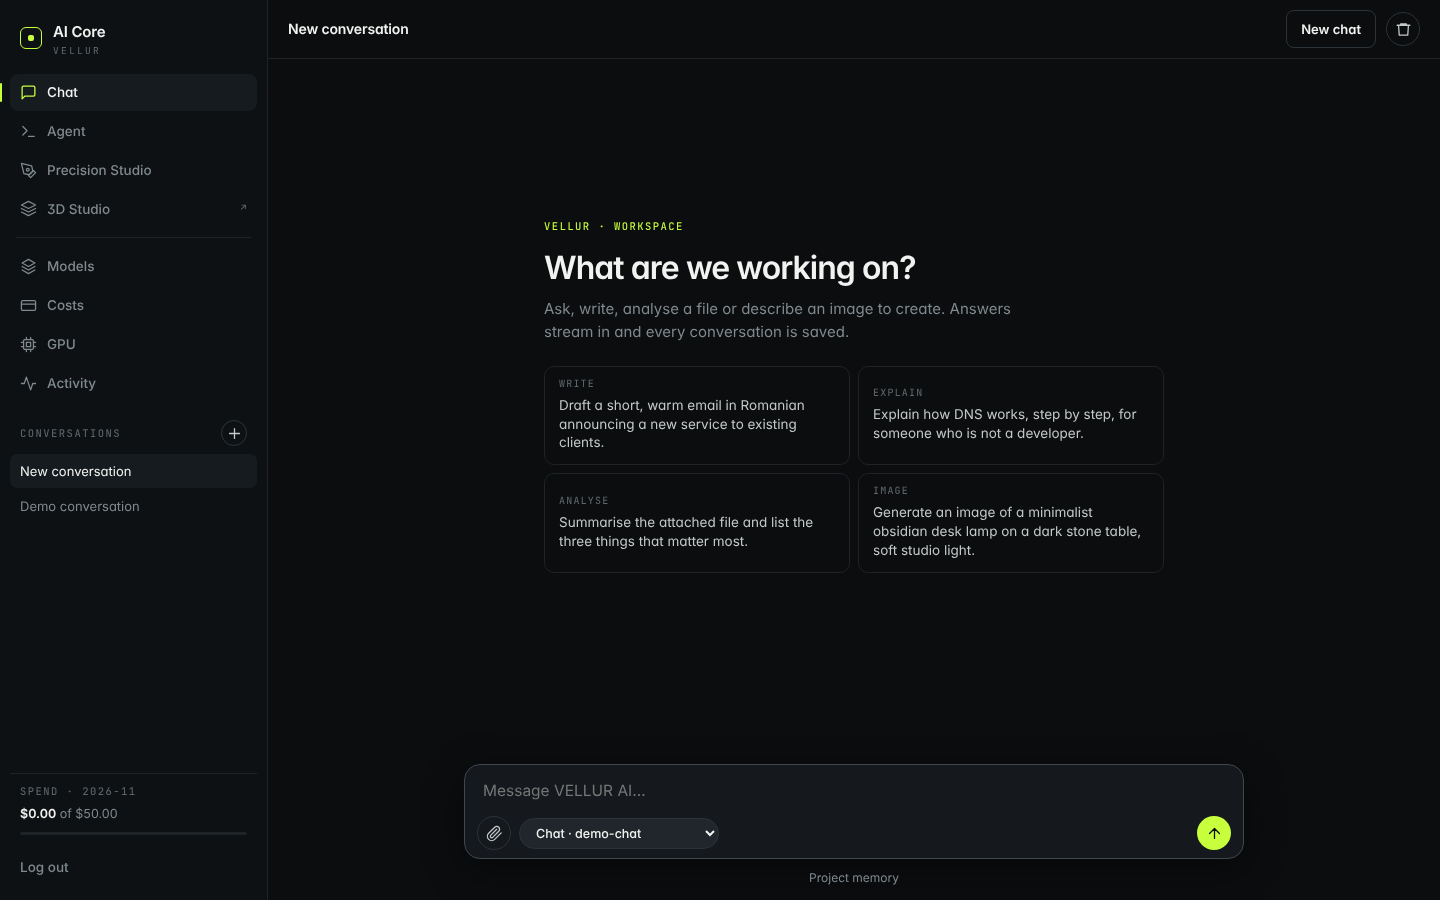 AI Core
VELLUR
Chat
Agent
Precision Studio
3D Studio
Models
Costs
GPU
Activity
CONVERSATIONS
New conversation
Demo conversation
SPEND · 2026-11
$0.00 of $50.00
Log out
New conversation
New chat
VELLUR · WORKSPACE
What are we working on?
Ask, write, analyse a file or describe an image to create. Answers
stream in and every conversation is saved.
WRITE
Draft a short, warm email in Romanian
announcing a new service to existing
clients.
EXPLAIN
Explain how DNS works, step by step, for
someone who is not a developer.
ANALYSE
Summarise the attached file and list the
three things that matter most.
IMAGE
Generate an image of a minimalist
obsidian desk lamp on a dark stone table,
soft studio light.
Message VELLUR AI...
Chat · demo-chat
Project memory